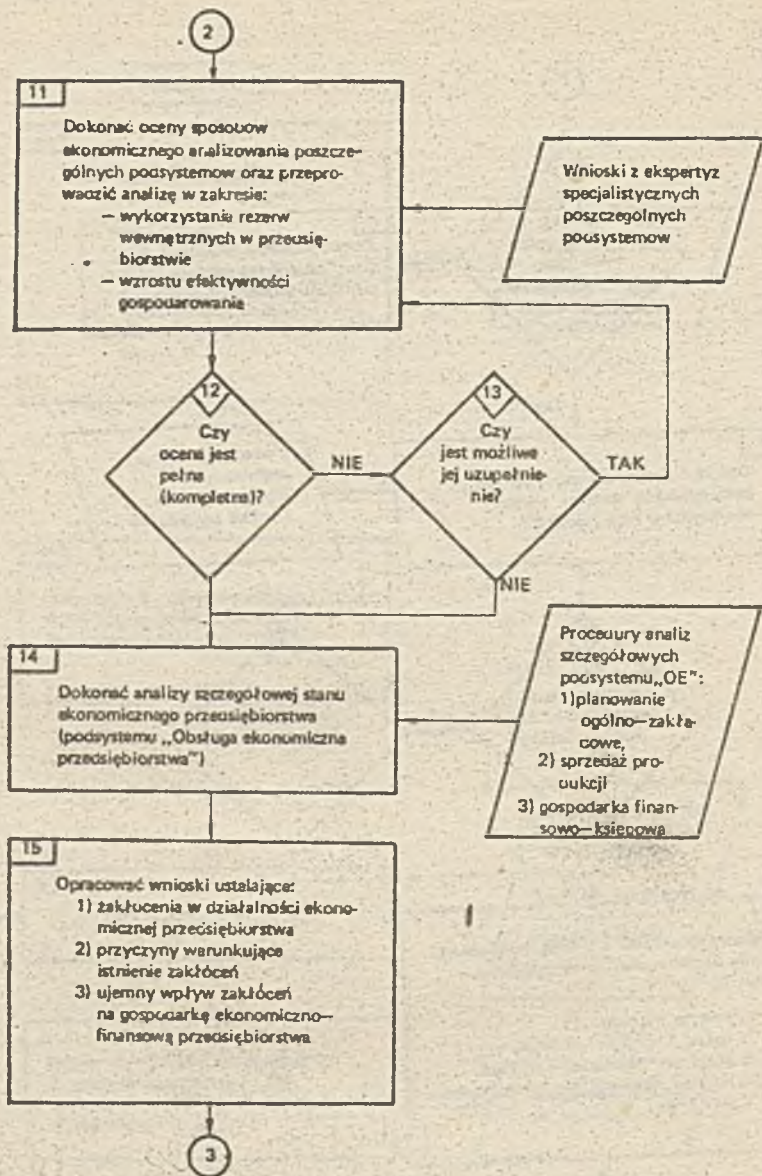 2
11
Dokonać oceny sposobów
ekonomicznego analizowania poszcze-
gólnych podsystemow oraz przepro-
wadzić analizę w zakresie:
— wykorzystania rezerw
wewnętrznych w przedsię-
biorstwie
— wzrostu efektywności
gospodarowania
Wnioski z ekspertyz
specjalistycznych
poszczególnych
podsystemow
12
Czy
ocena jest
pełna
(kompletna)?
NIE
13
Czy
jest możliwe
jej uzupełnie-
nie?
TAK
NIE
14
Dokonać analizy szczegółowej stanu
ekonomicznego przedsiębiorstwa
(podsystemu „Obsługa ekonomiczna
przedsiębiorstwa")
Procedury analiz
szczegółowych
podsystemu „OE":
1) planowanie
ogólno—zakła-
dowe,
2) sprzedaż pro-
dukcji
3) gospodarka finan-
sowo—księgowa
15
Opracować wnioski ustalające:
1) zakłócenia w działalności ekono-
micznej przedsiębiorstwa
2) przyczyny warunkujące
istnienie zakłóceń
3) ujemny wpływ zakłóceń
na gospodarkę ekonomiczno—
finansową przedsiębiorstwa
3